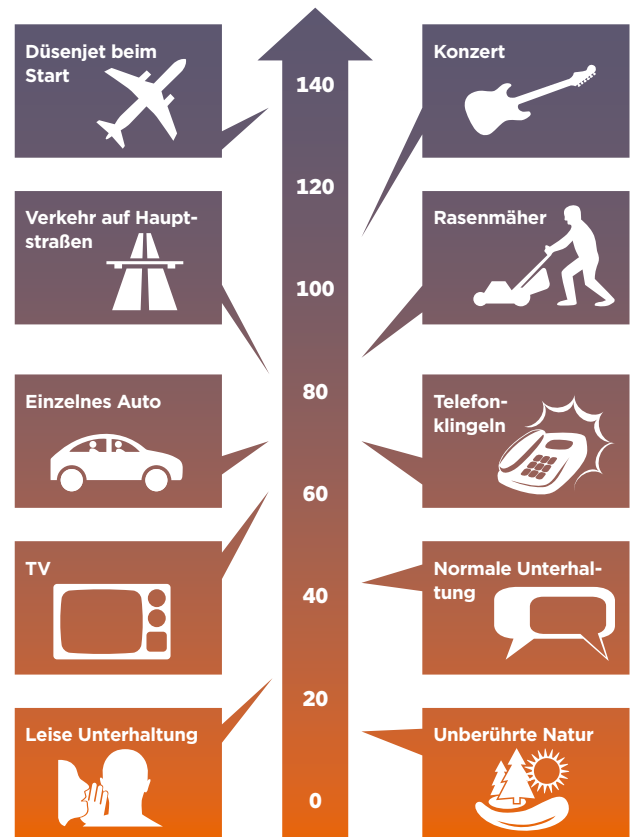 Düsenjet beim
Start
Konzert
140
120
Verkehr auf Haupt-
straßen
Rasenmäher
100
80
Einzelnes Auto
Telefon-
klingeln
60
TV
Normale Unterhal-
tung
40
20
Leise Unterhaltung
Unberührte Natur
0